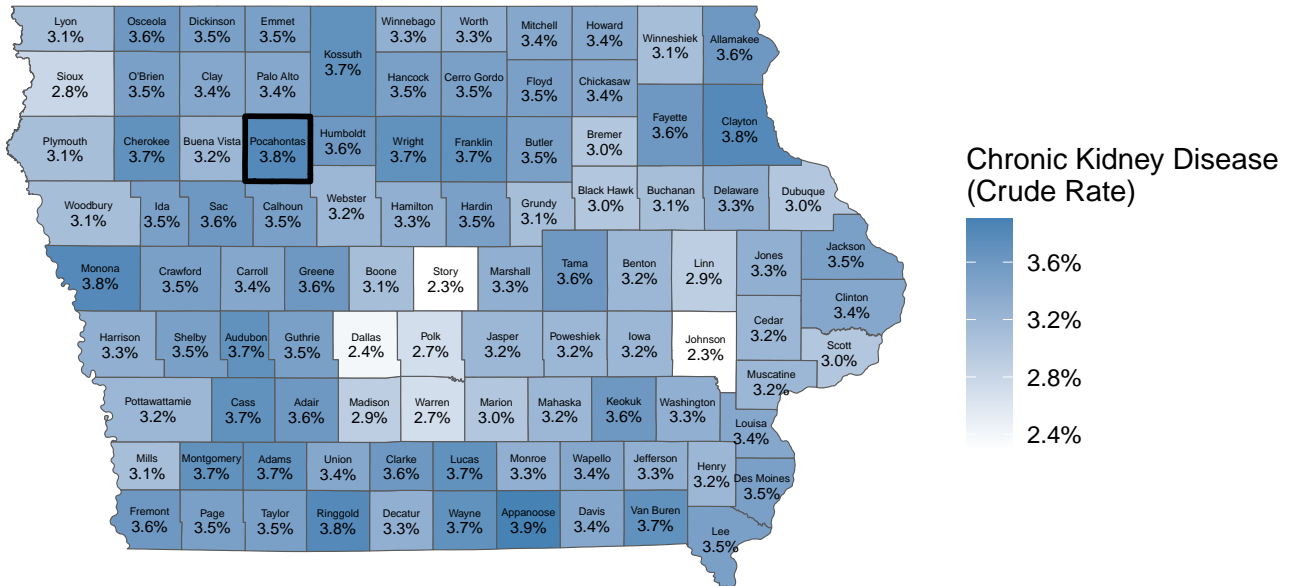 Lyon
3.1%
Osceola
3.6%
Dickinson
3.5%
Emmet
3.5%
Kossuth
3.7%
Winnebago
3.3%
Worth
3.3%
Mitchell
3.4%
Howard
3.4%
Winneshiek
3.1%
Allamakee
3.6%
Sioux
2.8%
O'Brien
3.5%
Clay
3.4%
Palo Alto
3.4%
Hancock
3.5%
Cerro Gordo
3.5%
Floyd
3.5%
Chickasaw
3.4%
Fayette
3.6%
Clayton
3.8%
Plymouth
3.1%
Cherokee
3.7%
Buena Vista
3.2%
Pocahontas
3.8%
Humboldt
3.6%
Wright
3.7%
Franklin
3.7%
Butler
3.5%
Bremer
3.0%
Woodbury
3.1%
Ida
3.5%
Sac
3.6%
Calhoun
3.5%
Webster
3.2%
Hamilton
3.3%
Hardin
3.5%
Grundy
3.1%
Black Hawk
3.0%
Buchanan
3.1%
Delaware
3.3%
Dubuque
3.0%
Monona
3.8%
Crawford
3.5%
Carroll
3.4%
Greene
3.6%
Boone
3.1%
Story
2.3%
Marshall
3.3%
Tama
3.6%
Benton
3.2%
Linn
2.9%
Jones
3.3%
Jackson
3.5%
Clinton
3.4%
Harrison
3.3%
Shelby
3.5%
Audubon
3.7%
Guthrie
3.5%
Dallas
2.4%
Polk
2.7%
Jasper
3.2%
Poweshiek
3.2%
Iowa
3.2%
Johnson
2.3%
Cedar
3.2%
Scott
3.0%
Muscatine
3.2%
Pottawattamie
3.2%
Cass
3.7%
Adair
3.6%
Madison
2.9%
Warren
2.7%
Marion
3.0%
Mahaska
3.2%
Keokuk
3.6%
Washington
3.3%
Louisa
3.4%
Mills
3.1%
Montgomery
3.7%
Adams
3.7%
Union
3.4%
Clarke
3.6%
Lucas
3.7%
Monroe
3.3%
Wapello
3.4%
Jefferson
3.3%
Henry
3.2%
Des Moines
3.5%
Fremont
3.6%
Page
3.5%
Taylor
3.5%
Ringgold
3.8%
Decatur
3.3%
Wayne
3.7%
Appanoose
3.9%
Davis
3.4%
Van Buren
3.7%
Lee
3.5%
Chronic Kidney Disease
(Crude Rate)
3.6%
3.2%
2.8%
2.4%